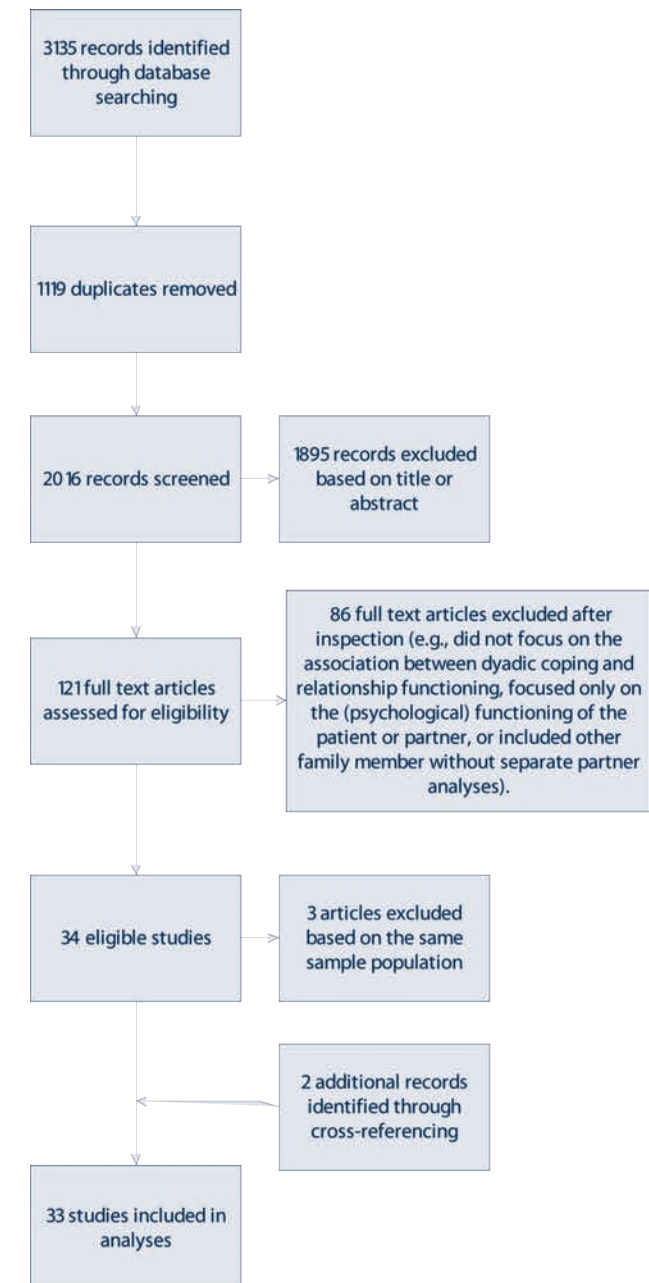 3135 records identified
through database
searching
1119 duplicates removed
2016 records screened
1895 records excluded
based on title or
abstract
121 full text articles
assessed for eligibility
86 full text articles excluded after
inspection (e.g., did not focus on the
association between dyadic coping and
relationship functioning, focused only on
the (psychological) functioning of the
patient or partner, or included other
family member without separate partner
analyses).
34 eligible studies
3 articles excluded
based on the same
sample population
2 additional records
identified through
cross-referencing
33 studies included in
analyses